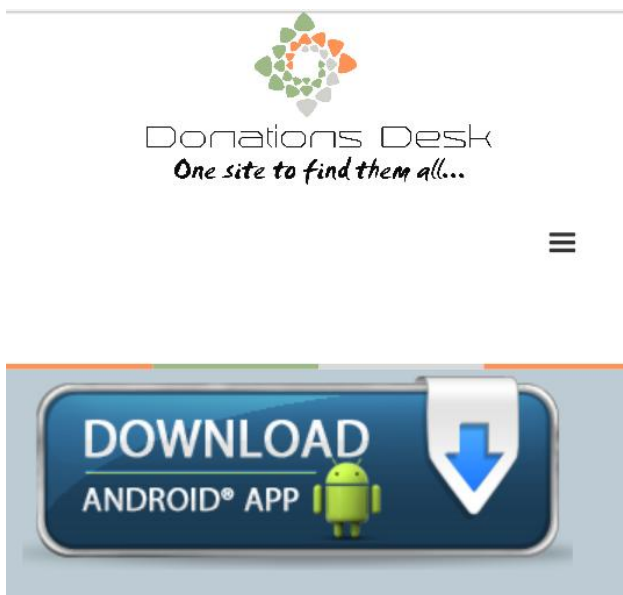 Donations Desk
One site to find them all...
DOWNLOAD
ANDROID® APP